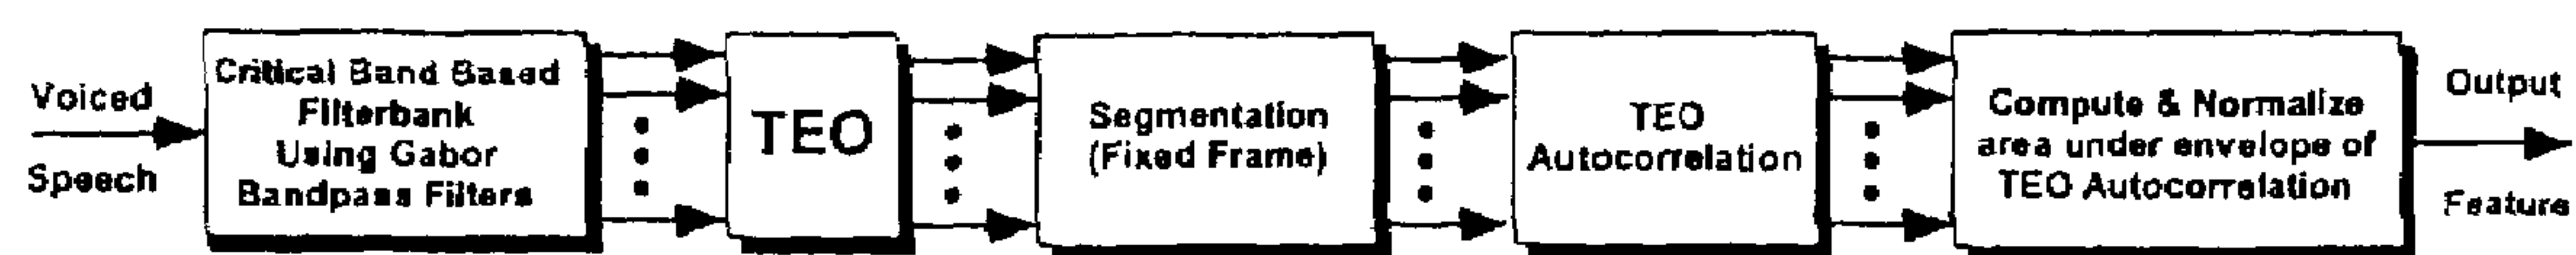 Voiced
Speech
Critical Band Based
Filterbank
Using Gabor
Bandpass Filters
TEO
Segmentation
(Fixed Frame)
TEO
Autocorrelation
Compute & Normalize
area under envelope of
TEO Autocorrelation
Output
Feature